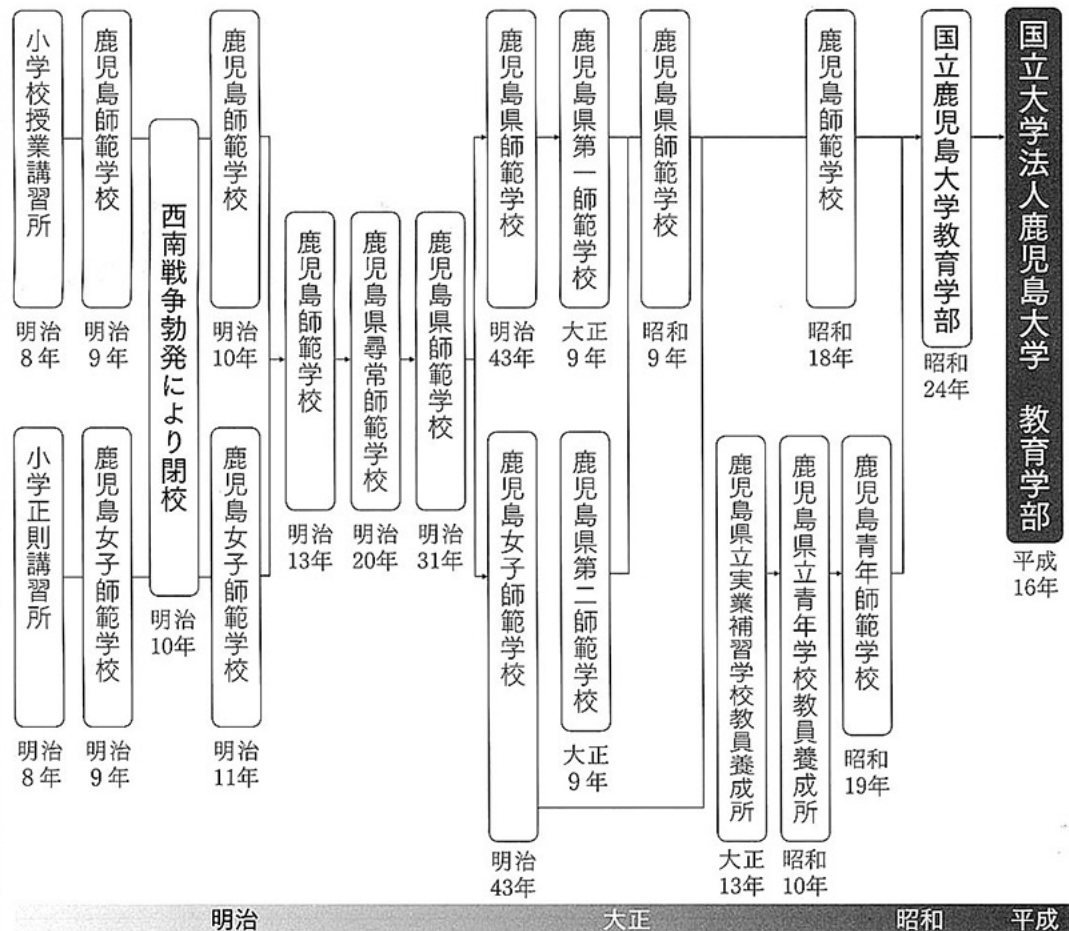 小学校授業講習所
明治
8年
鹿児島師範学校
明治
9年
西南戦争勃発により閉校
明治
10年
鹿児島師範学校
明治
10年
小学正則講習所
明治
8年
鹿児島女子師範学校
明治
9年
鹿児島女子師範学校
明治
11年
鹿児島師範学校
明治
13年
鹿児島県尋常師範学校
明治
20年
鹿児島県師範学校
明治
31年
鹿児島県師範学校
明治
43年
鹿児島県第一師範学校
大正
9年
鹿児島県師範学校
昭和
9年
鹿児島女子師範学校
明治
43年
鹿児島県第二師範学校
大正
9年
鹿児島師範学校
昭和
18年
鹿児島県立実業補習学校教員養成所
大正
13年
鹿児島県立青年学校教員養成所
昭和
10年
鹿児島青年師範学校
昭和
19年
国立鹿児島大学教育学部
昭和
24年
国立大学法人鹿児島大学 教育学部
平成
16年
明治
大正
昭和
平成